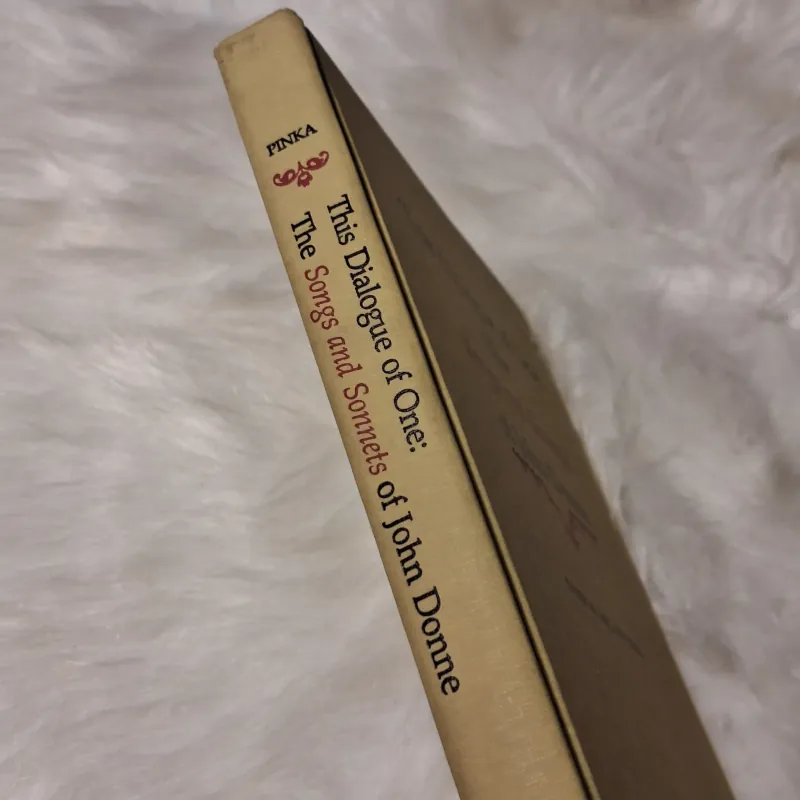 PINKA
This Dialogue of One:
The Songs and Sonnets of John Donne